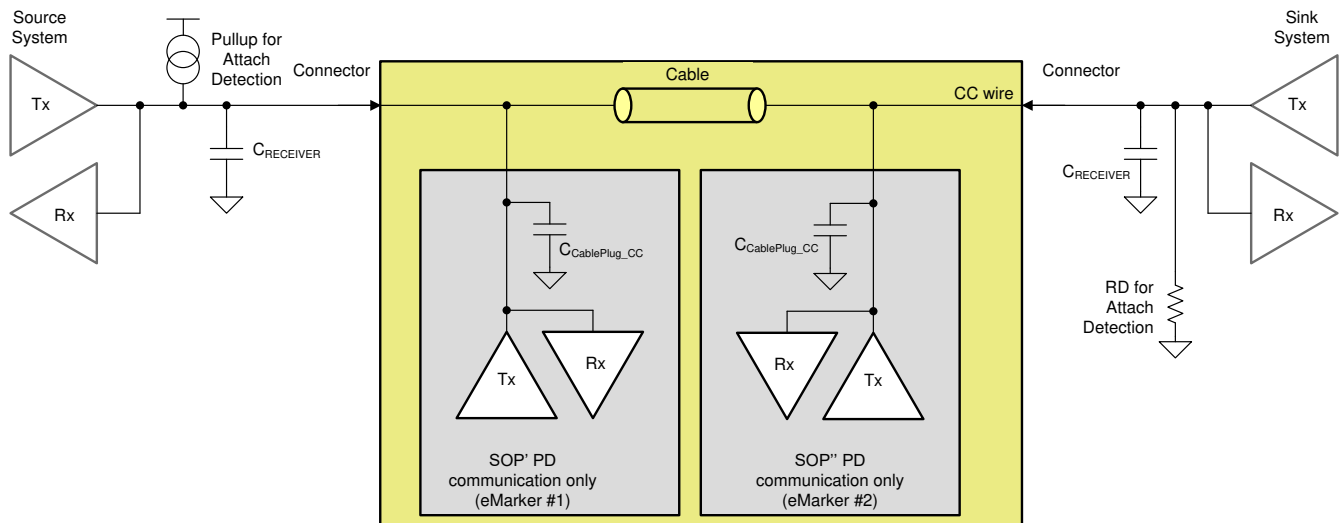 Source
System
Tx
Rx
Pullup for
Attach
Detection
CRECEIVER
Connector
Cable
CC wire
CCablePlug_CC
Tx
Rx
SOP' PD
communication only
(eMarker #1)
CCablePlug_CC
Rx
Tx
SOP'' PD
communication only
(eMarker #2)
Connector
CRECEIVER
RD for
Attach
Detection
Sink
System
Tx
Rx